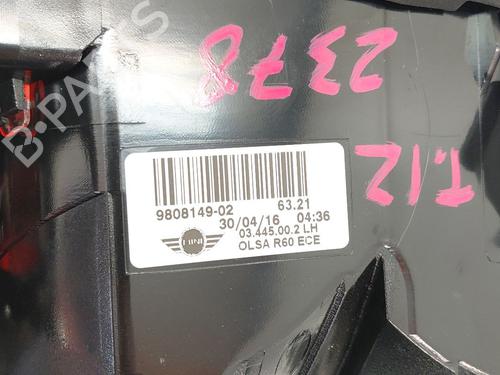 2378
T.12
9808149-02 63.21
30/04/16 04:36
03.445.00.2 LH
OLSA R60 ECE
MINI
B-PARTS